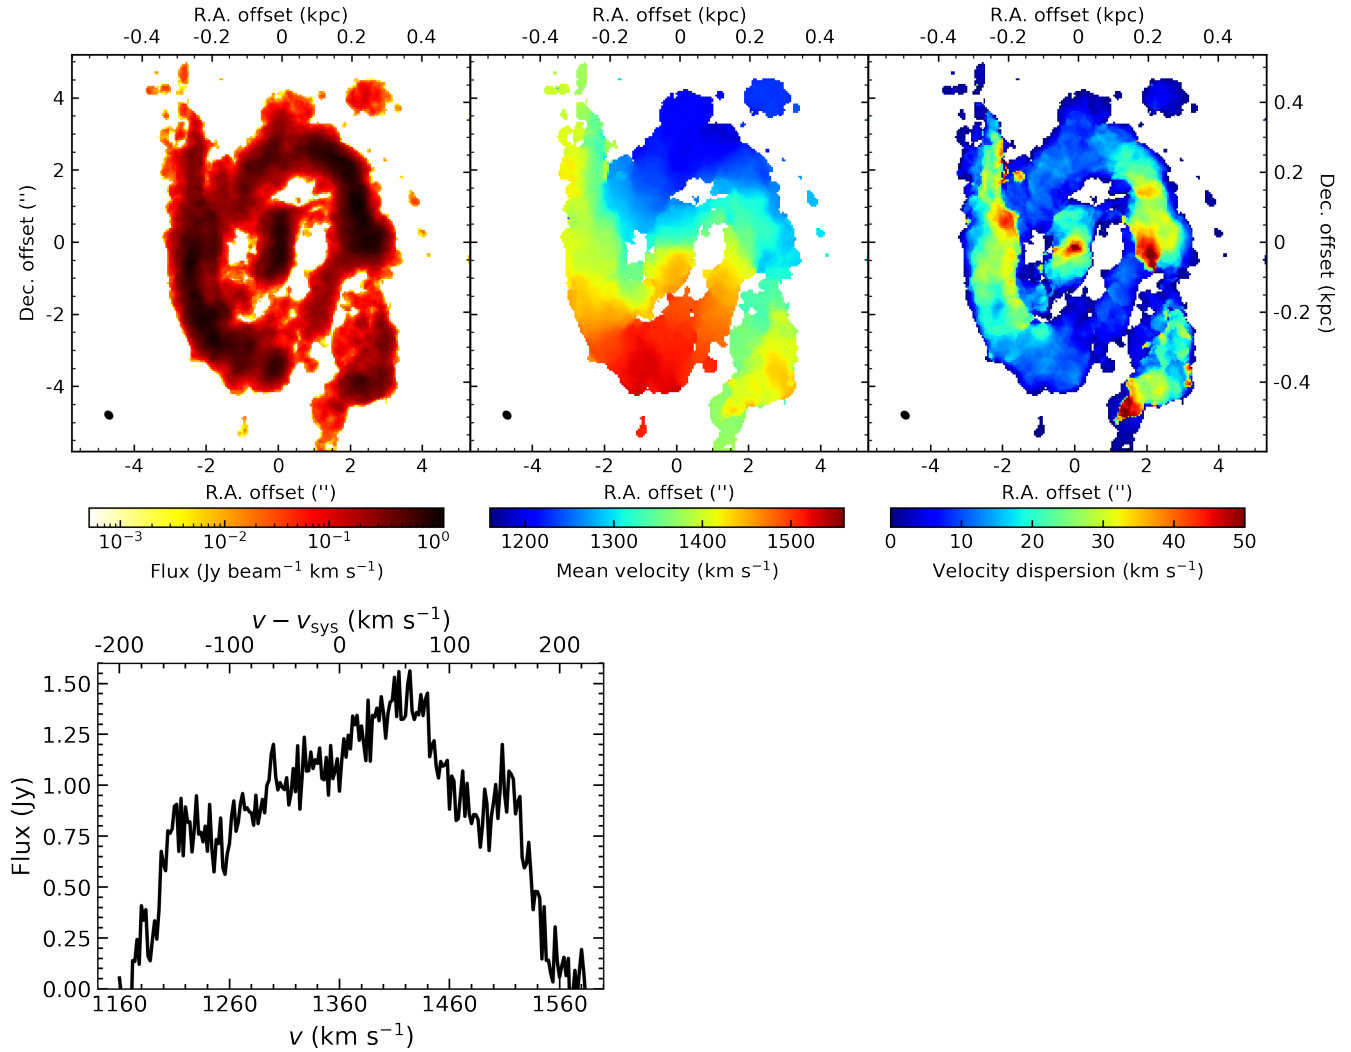 R.A. offset (kpc) R.A. offset (kpc) R.A. offset (kpc)
-0.4 -0.2 0 0.2 0.4 -0.4 -0.2 0 0.2 0.4 -0.4 -0.2 0 0.2 0.4
Dec. offset ('')
4
2
0
-2
-4
0.4
0.2
0
-0.2
-0.4
Dec. offset (kpc)
-4 -2 0 2 4 -4 -2 0 2 4 -4 -2 0 2 4
R.A. offset ('') R.A. offset ('') R.A. offset ('')
10⁻³ 10⁻² 10⁻¹ 10⁰ 1200 1300 1400 1500 0 10 20 30 40 50
Flux (Jy beam⁻¹ km s⁻¹) Mean velocity (km s⁻¹) Velocity dispersion (km s⁻¹)
v − v_sys (km s⁻¹)
-200 -100 0 100 200
Flux (Jy)
1.50
1.25
1.00
0.75
0.50
0.25
0.00
1160 1260 1360 1460 1560
v (km s⁻¹)